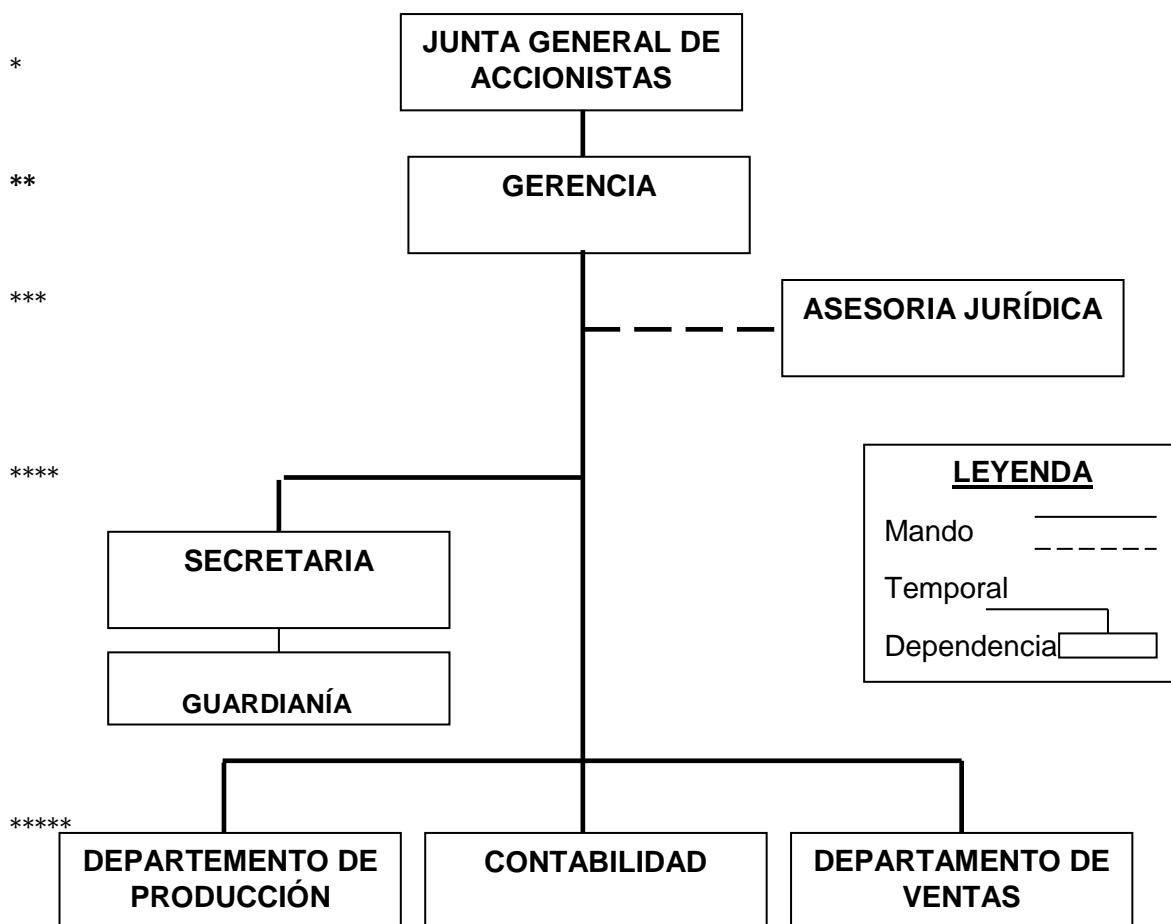 *
JUNTA GENERAL DE
ACCIONISTAS
**
GERENCIA
***
ASESORIA JURÍDICA
****
LEYENDA
Mando
Temporal
Dependencia
SECRETARIA
GUARDIANÍA
*****
DEPARTEMENTO DE
PRODUCCIÓN
CONTABILIDAD
DEPARTAMENTO DE
VENTAS